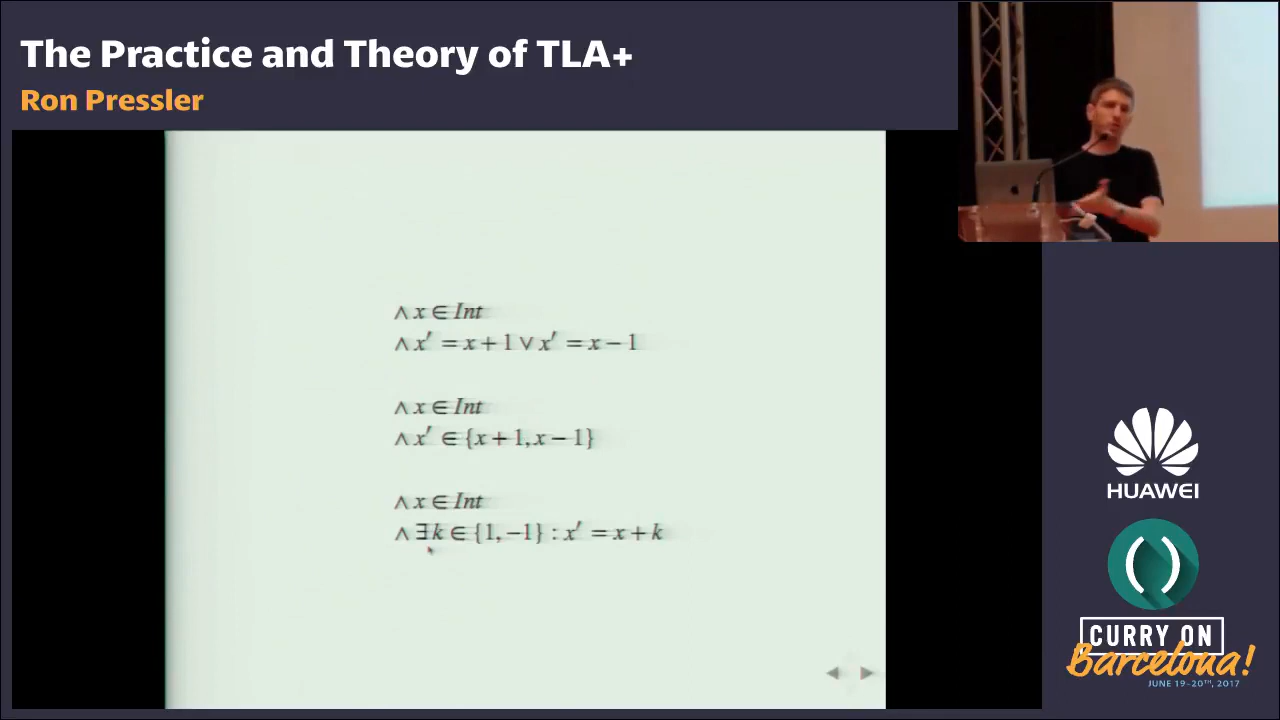 The Practice and Theory of TLA+
Ron Pressler
∧ x ∈ Int
∧ x′ = x + 1 ∨ x′ = x − 1
∧ x ∈ Int
∧ x′ ∈ {x + 1, x − 1}
∧ x ∈ Int
∧ ∃k ∈ {1, −1} : x′ = x + k
HUAWEI
CURRY ON
Barcelona!
JUNE 19-20TH, 2017